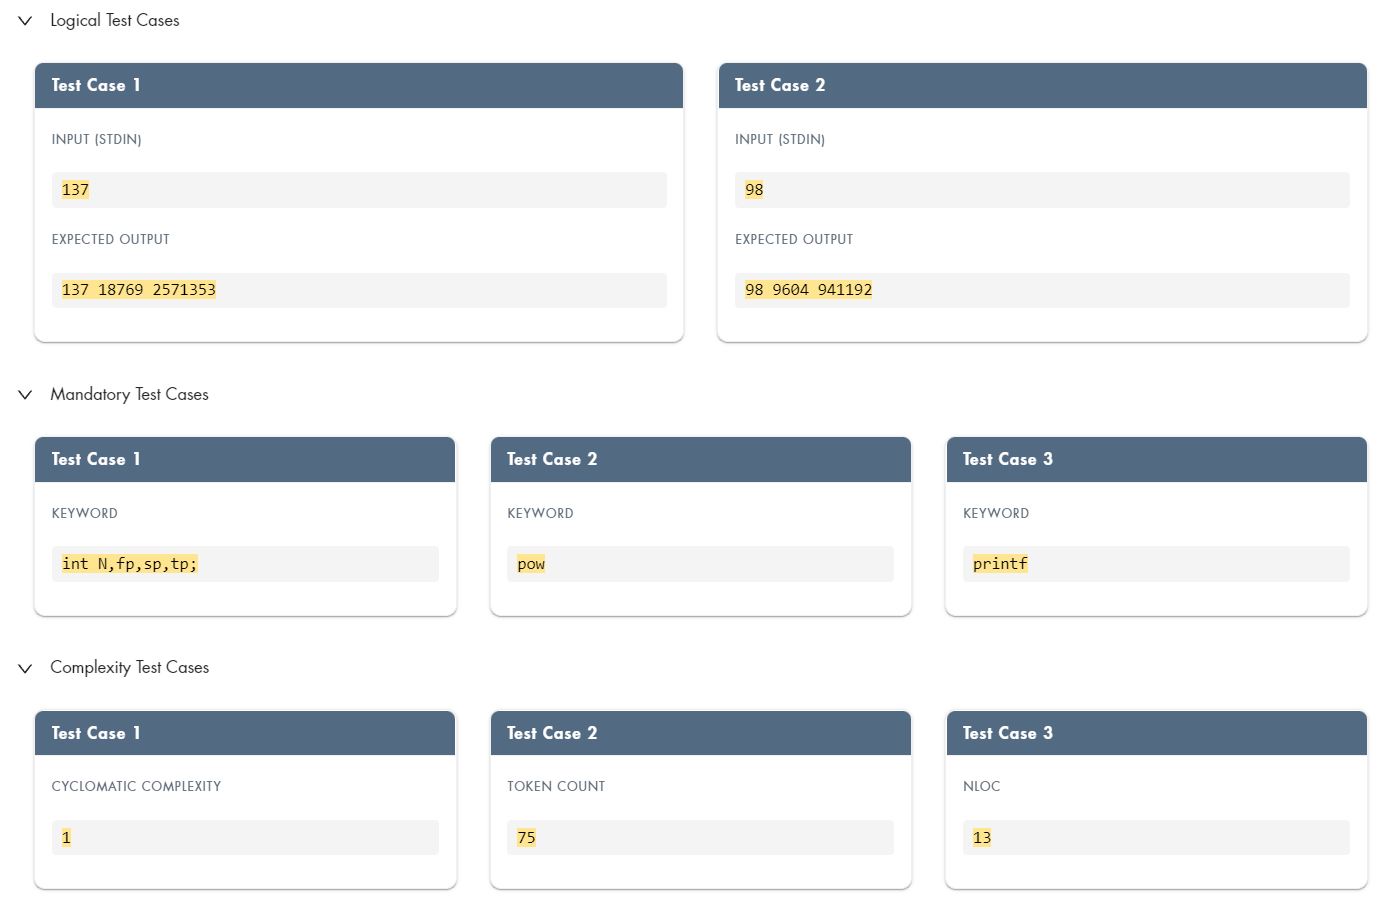 Logical Test Cases
Test Case 1
INPUT (STDIN)
137
EXPECTED OUTPUT
137 18769 2571353
Test Case 2
INPUT (STDIN)
98
EXPECTED OUTPUT
98 9604 941192
Mandatory Test Cases
Test Case 1
KEYWORD
int N,fp,sp,tp;
Test Case 2
KEYWORD
pow
Test Case 3
KEYWORD
printf
Complexity Test Cases
Test Case 1
CYCLOMATIC COMPLEXITY
1
Test Case 2
TOKEN COUNT
75
Test Case 3
NLOC
13